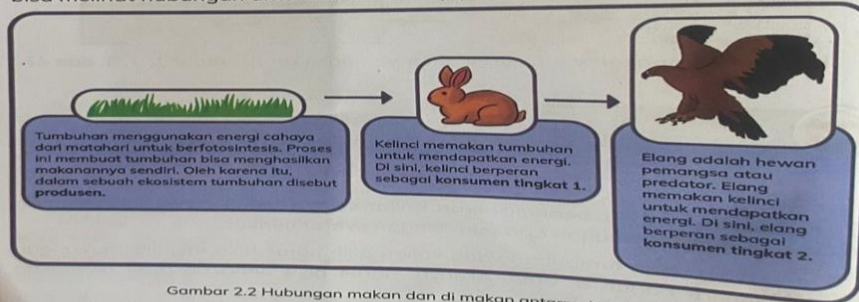 Tumbuhan menggunakan energi cahaya
dari matahari untuk berfotosintesis. Proses
ini membuat tumbuhan bisa menghasilkan
makanannya sendiri. Oleh karena itu,
dalam sebuah ekosistem tumbuhan disebut
produsen.
Kelinci memakan tumbuhan
untuk mendapatkan energi.
Di sini, kelinci berperan
sebagai konsumen tingkat 1.
Elang adalah hewan
pemangsa atau
predator. Elang
memakan kelinci
untuk mendapatkan
energi. Di sini, elang
berperan sebagai
konsumen tingkat 2.
Gambar 2.2 Hubungan makan dan di makan